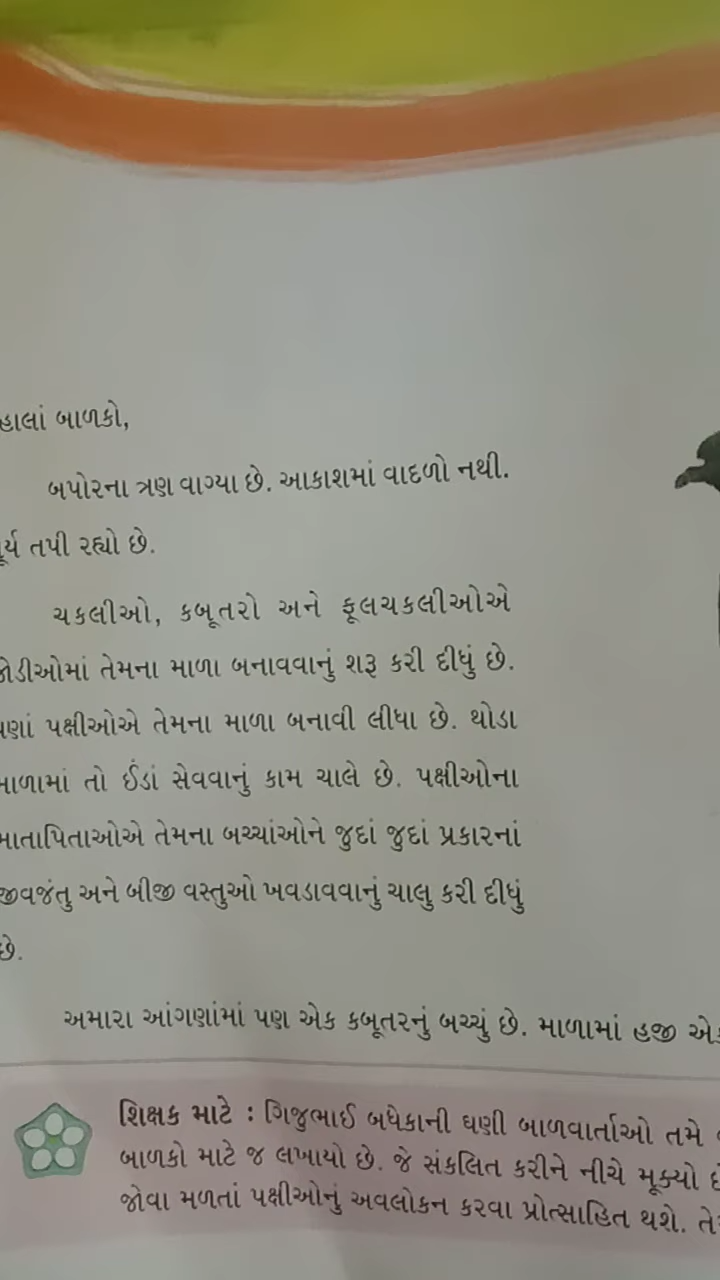 હાલાં બાળકો,
બપોરના ત્રણ વાગ્યા છે. આકાશમાં વાદળો નથી.
ૂર્ય તપી રહ્યો છે.
ચકલીઓ, કબૂતરો અને ફૂલચકલીઓએ
તેમના માળા બનાવવાનું શરૂ કરી દીધું છે.
પક્ષીઓએ તેમના માળા બનાવી લીધા છે. થોડા
તો ઈંડાં સેવવાનું કામ ચાલે છે. પક્ષીઓના
માતાપિતાઓએ તેમના બચ્ચાંઓને જુદાં જુદાં પ્રકારનાં
જીવજંતુ અને બીજી વસ્તુઓ ખવડાવવાનું ચાલુ કરી દીધું
છે.
અમારા આંગણાંમાં પણ એક કબૂતરનું બચ્ચું છે. માળામાં હજી
શિક્ષક માટે : ગિજુભાઈ બધેકાની ઘણી બાળવાર્તાઓ તમે
બાળકો માટે જ લખાયો છે. જે સંકલિત કરીને નીચે મૂક્યો
જોવા મળતાં પક્ષીઓનું અવલોકન કરવા પ્રોત્સાહિત થશે.